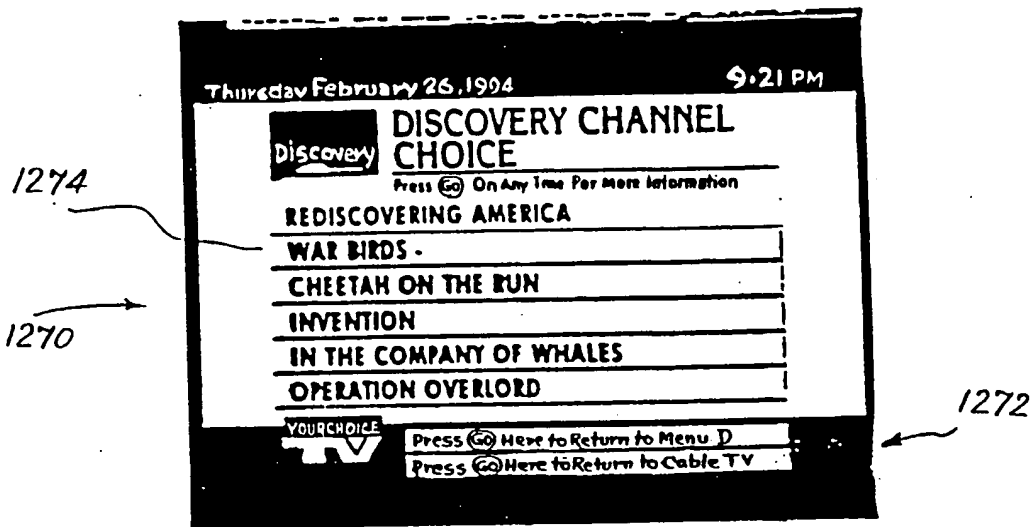 Thursday February 26, 1994 9:21 PM
Discovery
DISCOVERY CHANNEL
CHOICE
Press Go On Any Time For More Information
REDISCOVERING AMERICA
1274
WAR BIRDS -
CHEETAH ON THE RUN
1270
INVENTION
IN THE COMPANY OF WHALES
OPERATION OVERLORD
1272
YOUR CHOICE
TV
Press Go Here to Return to Menu D
Press Go Here to Return to Cable TV